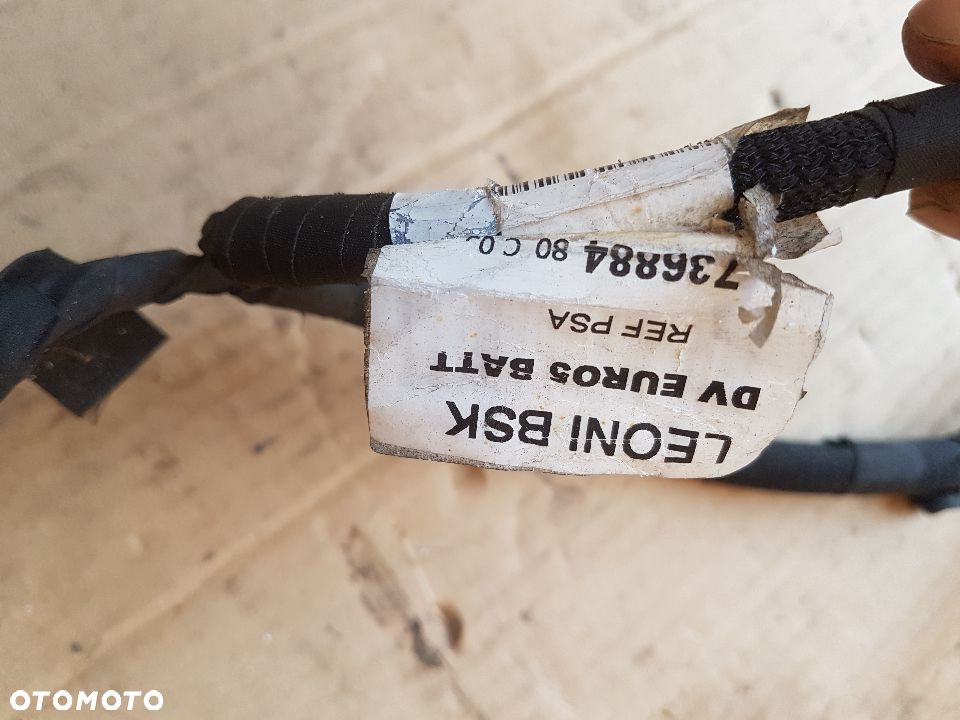 LEONI BSK
DV EURO5 BATT
REF PSA
736884 80 C 0
OTOMOTO